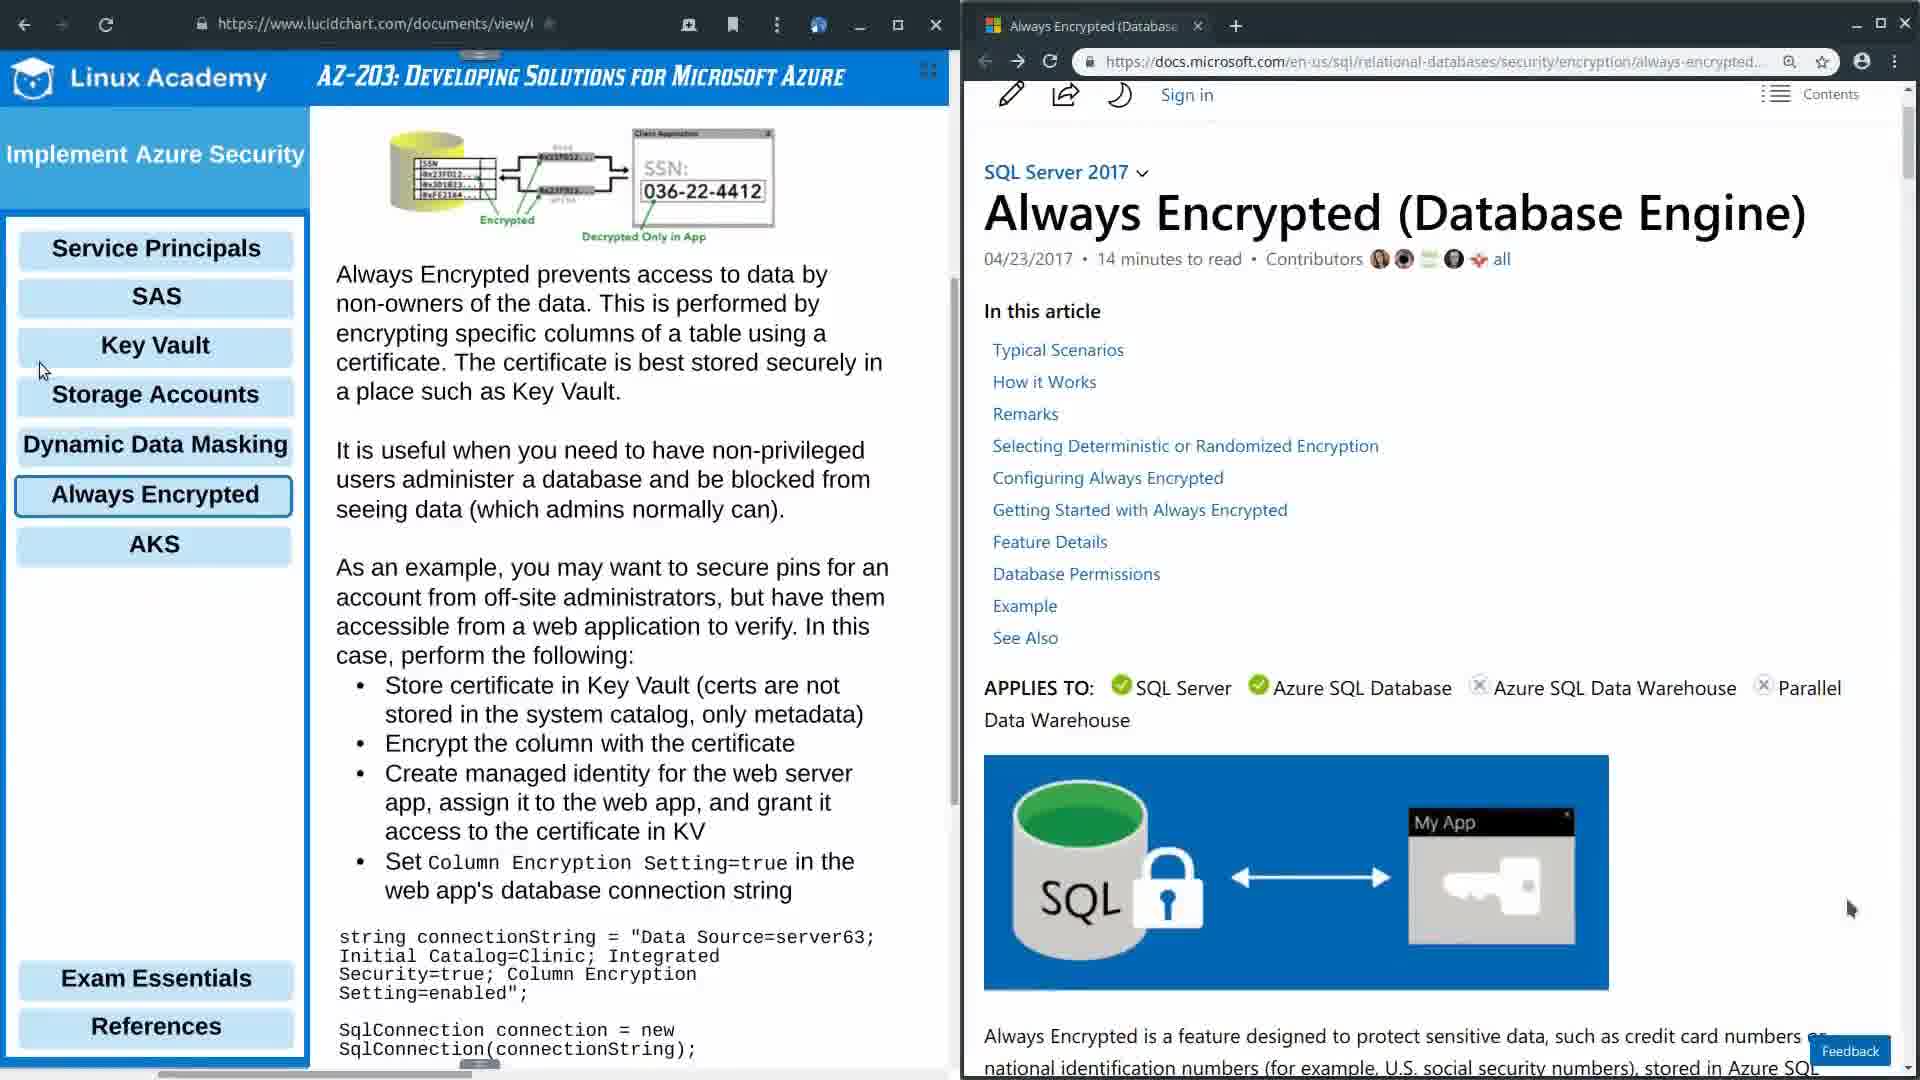 https://www.lucidchart.com/documents/view/
Linux Academy
AZ-203: Developing Solutions for Microsoft Azure
Implement Azure Security
Service Principals
SAS
Key Vault
Storage Accounts
Dynamic Data Masking
Always Encrypted
AKS
Exam Essentials
References
SSN
Encrypted
Client Application
SSN:
036-22-4412
Decrypted Only in App
Always Encrypted prevents access to data by
non-owners of the data. This is performed by
encrypting specific columns of a table using a
certificate. The certificate is best stored securely in
a place such as Key Vault.
It is useful when you need to have non-privileged
users administer a database and be blocked from
seeing data (which admins normally can).
As an example, you may want to secure pins for an
account from off-site administrators, but have them
accessible from a web application to verify. In this
case, perform the following:
• Store certificate in Key Vault (certs are not
stored in the system catalog, only metadata)
• Encrypt the column with the certificate
• Create managed identity for the web server
app, assign it to the web app, and grant it
access to the certificate in KV
• Set Column Encryption Setting=true in the
web app's database connection string
string connectionString = "Data Source=server63;
Initial Catalog=Clinic; Integrated
Security=true; Column Encryption
Setting=enabled";
SqlConnection connection = new
SqlConnection(connectionString);
Always Encrypted (Database
https://docs.microsoft.com/en-us/sql/relational-databases/security/encryption/always-encrypted...
Sign in
Contents
SQL Server 2017
Always Encrypted (Database Engine)
04/23/2017 • 14 minutes to read • Contributors all
In this article
Typical Scenarios
How it Works
Remarks
Selecting Deterministic or Randomized Encryption
Configuring Always Encrypted
Getting Started with Always Encrypted
Feature Details
Database Permissions
Example
See Also
APPLIES TO: SQL Server Azure SQL Database Azure SQL Data Warehouse Parallel
Data Warehouse
SQL
My App
Always Encrypted is a feature designed to protect sensitive data, such as credit card numbers
national identification numbers (for example, U.S. social security numbers), stored in Azure SQL
Feedback